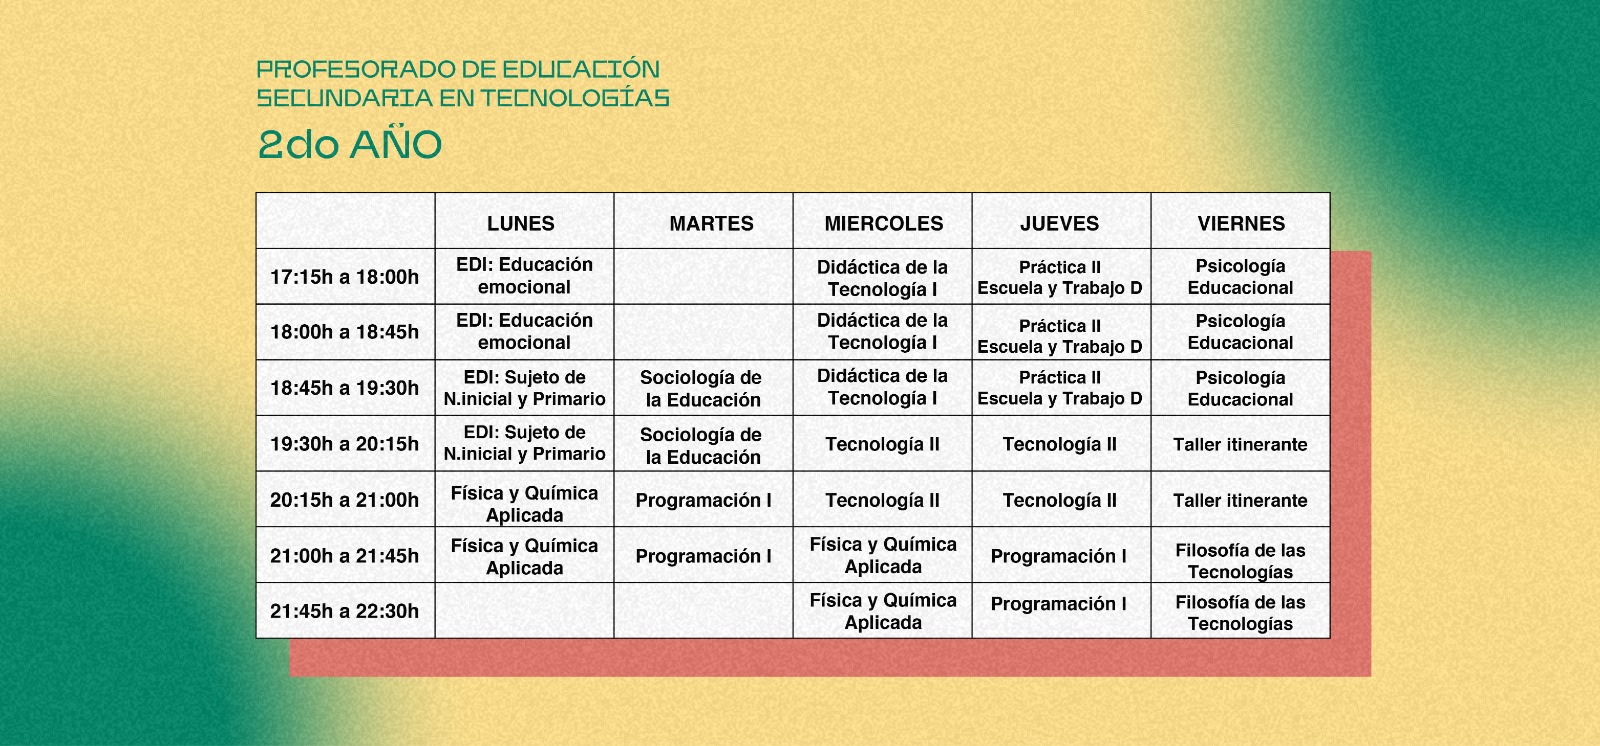 PROFESORADO DE EDUCACIÓN
SECUNDARIA EN TECNOLOGÍAS
2do AÑO
LUNES MARTES MIERCOLES JUEVES VIERNES
17:15h a 18:00h
EDI: Educación
emocional
Didáctica de la
Tecnología I
Práctica II
Escuela y Trabajo D
Psicología
Educacional
18:00h a 18:45h
EDI: Educación
emocional
Didáctica de la
Tecnología I
Práctica II
Escuela y Trabajo D
Psicología
Educacional
18:45h a 19:30h
EDI: Sujeto de
N.inicial y Primario
Sociología de
la Educación
Didáctica de la
Tecnología I
Práctica II
Escuela y Trabajo D
Psicología
Educacional
19:30h a 20:15h
EDI: Sujeto de
N.inicial y Primario
Sociología de
la Educación
Tecnología II
Tecnología II
Taller itinerante
20:15h a 21:00h
Física y Química
Aplicada
Programación I
Tecnología II
Tecnología II
Taller itinerante
21:00h a 21:45h
Física y Química
Aplicada
Programación I
Física y Química
Aplicada
Programación I
Filosofía de las
Tecnologías
21:45h a 22:30h
Física y Química
Aplicada
Programación I
Filosofía de las
Tecnologías